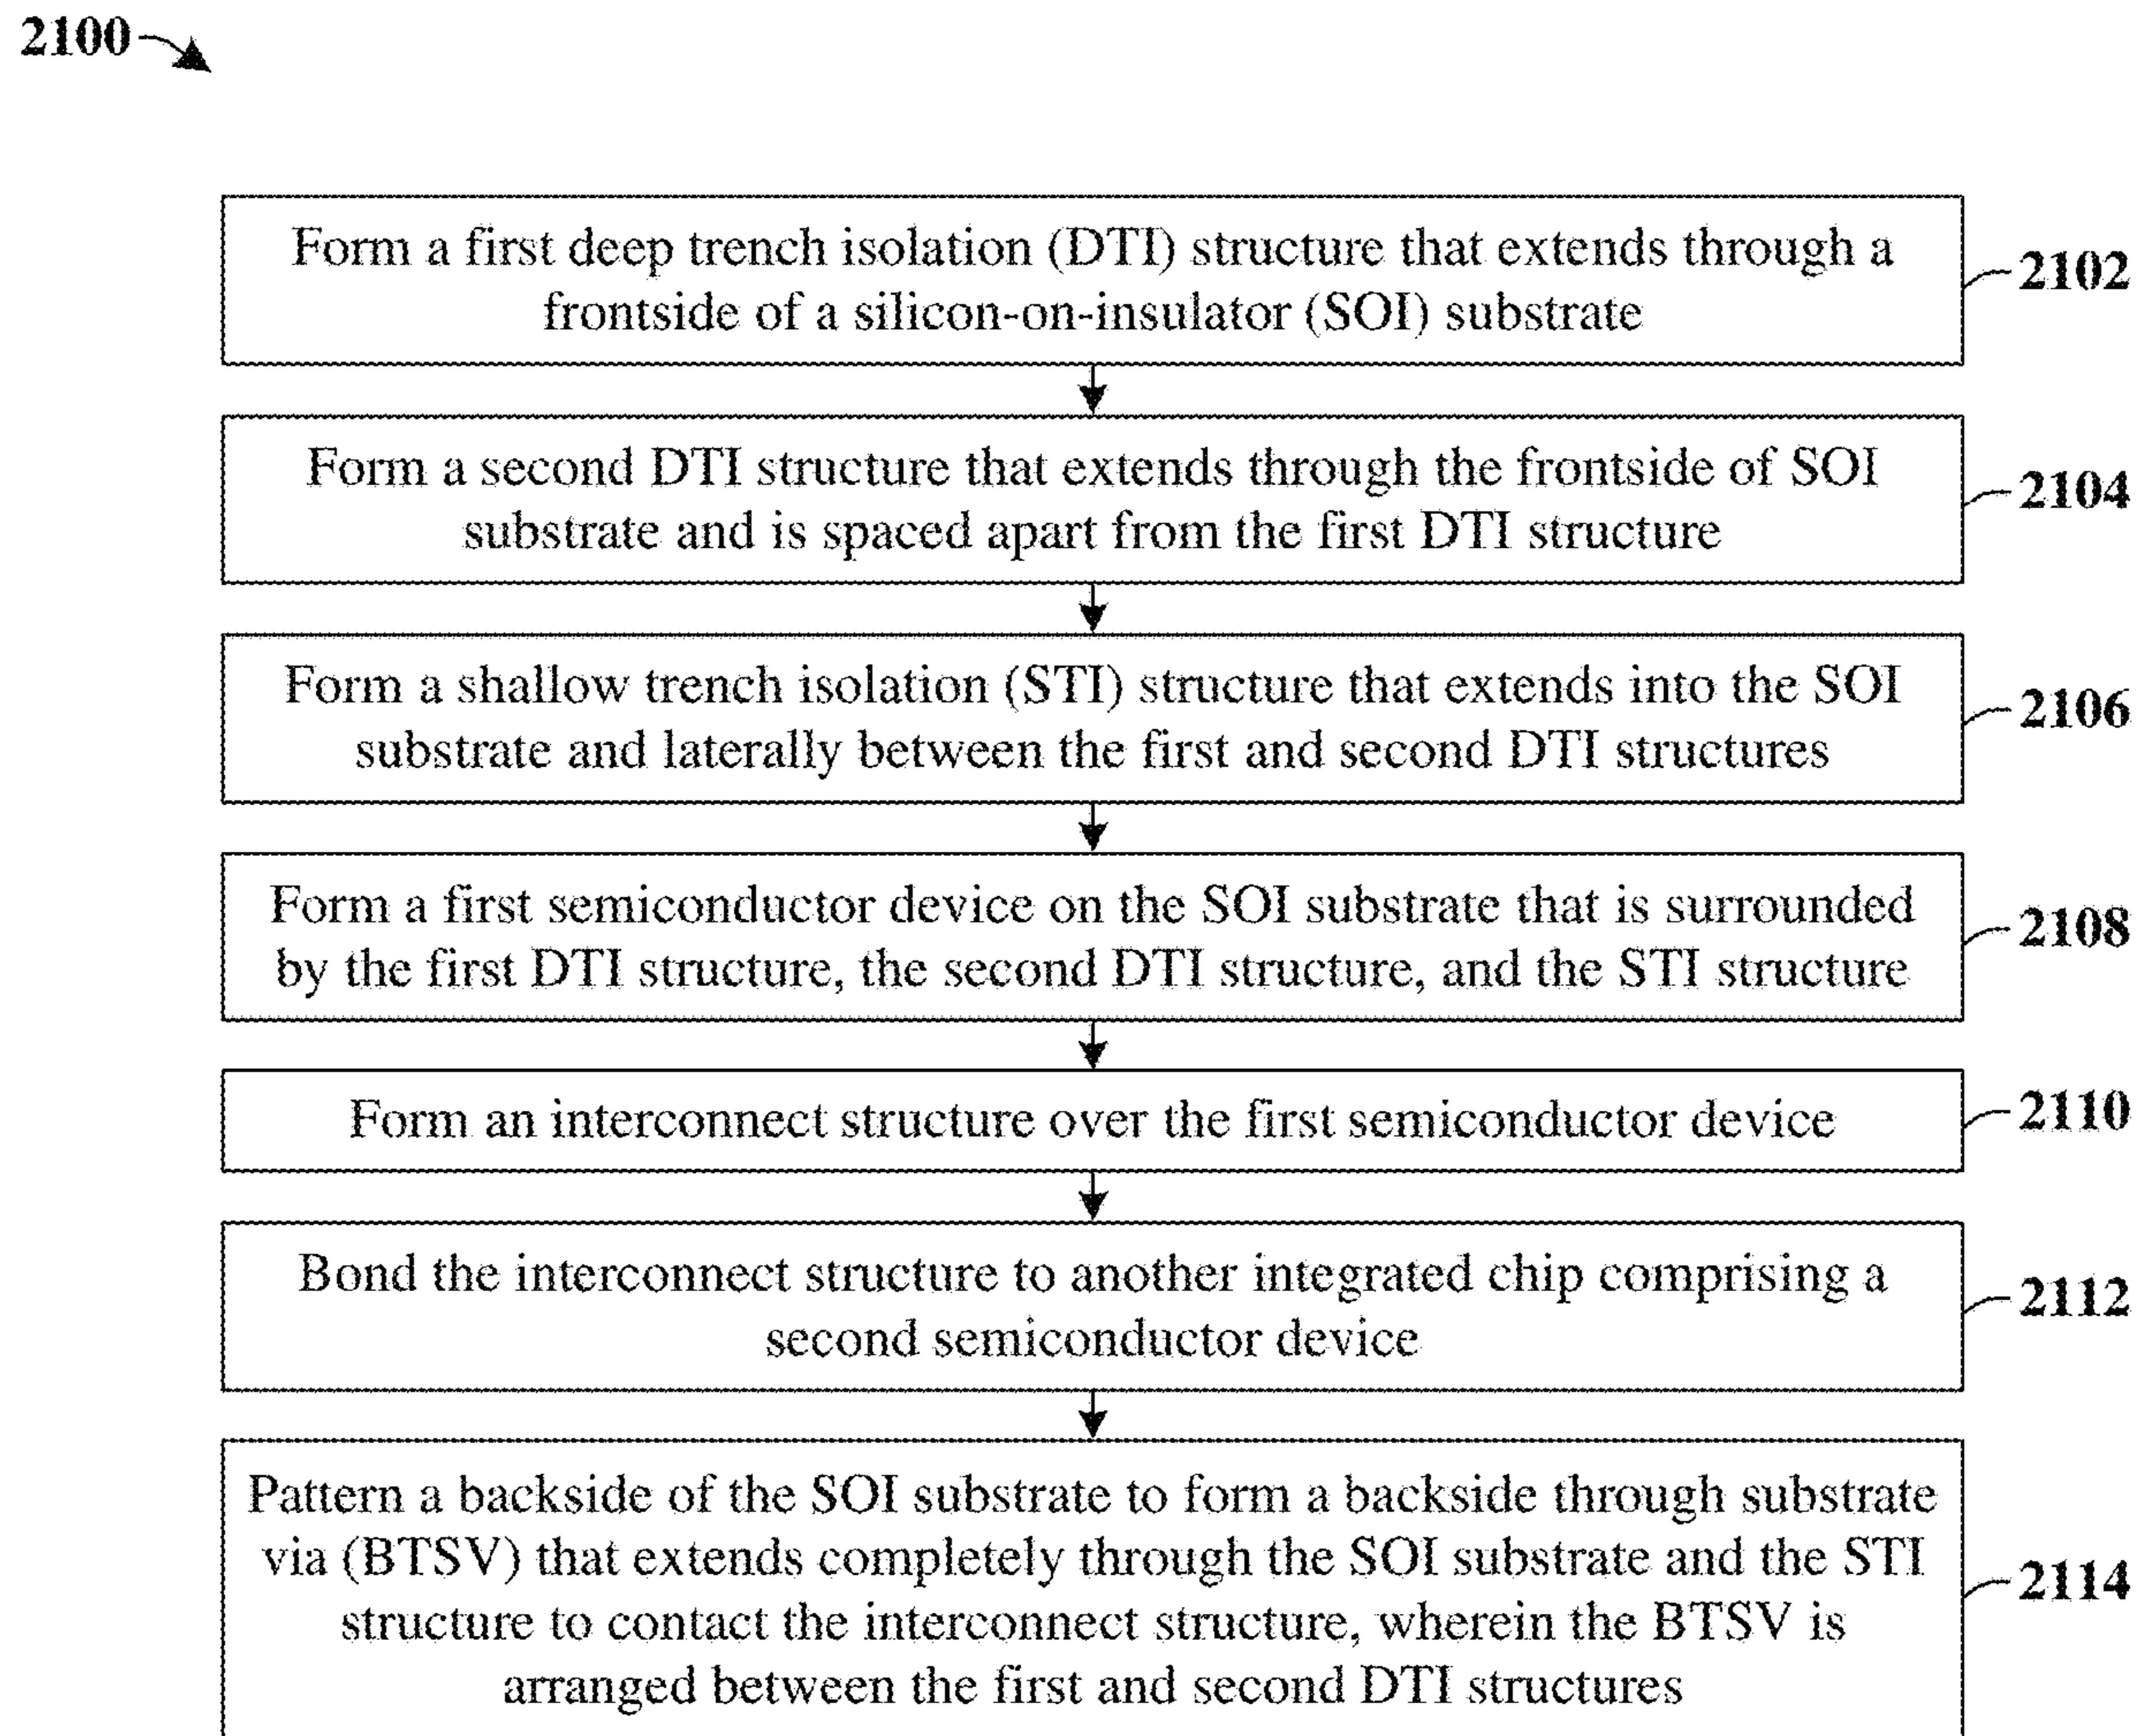 2100
Form a first deep trench isolation (DTI) structure that extends through a
frontside of a silicon-on-insulator (SOI) substrate
2102
Form a second DTI structure that extends through the frontside of SOI
substrate and is spaced apart from the first DTI structure
2104
Form a shallow trench isolation (STI) structure that extends into the SOI
substrate and laterally between the first and second DTI structures
2106
Form a first semiconductor device on the SOI substrate that is surrounded
by the first DTI structure, the second DTI structure, and the STI structure
2108
Form an interconnect structure over the first semiconductor device
2110
Bond the interconnect structure to another integrated chip comprising a
second semiconductor device
2112
Pattern a backside of the SOI substrate to form a backside through substrate
via (BTSV) that extends completely through the SOI substrate and the STI
structure to contact the interconnect structure, wherein the BTSV is
arranged between the first and second DTI structures
2114